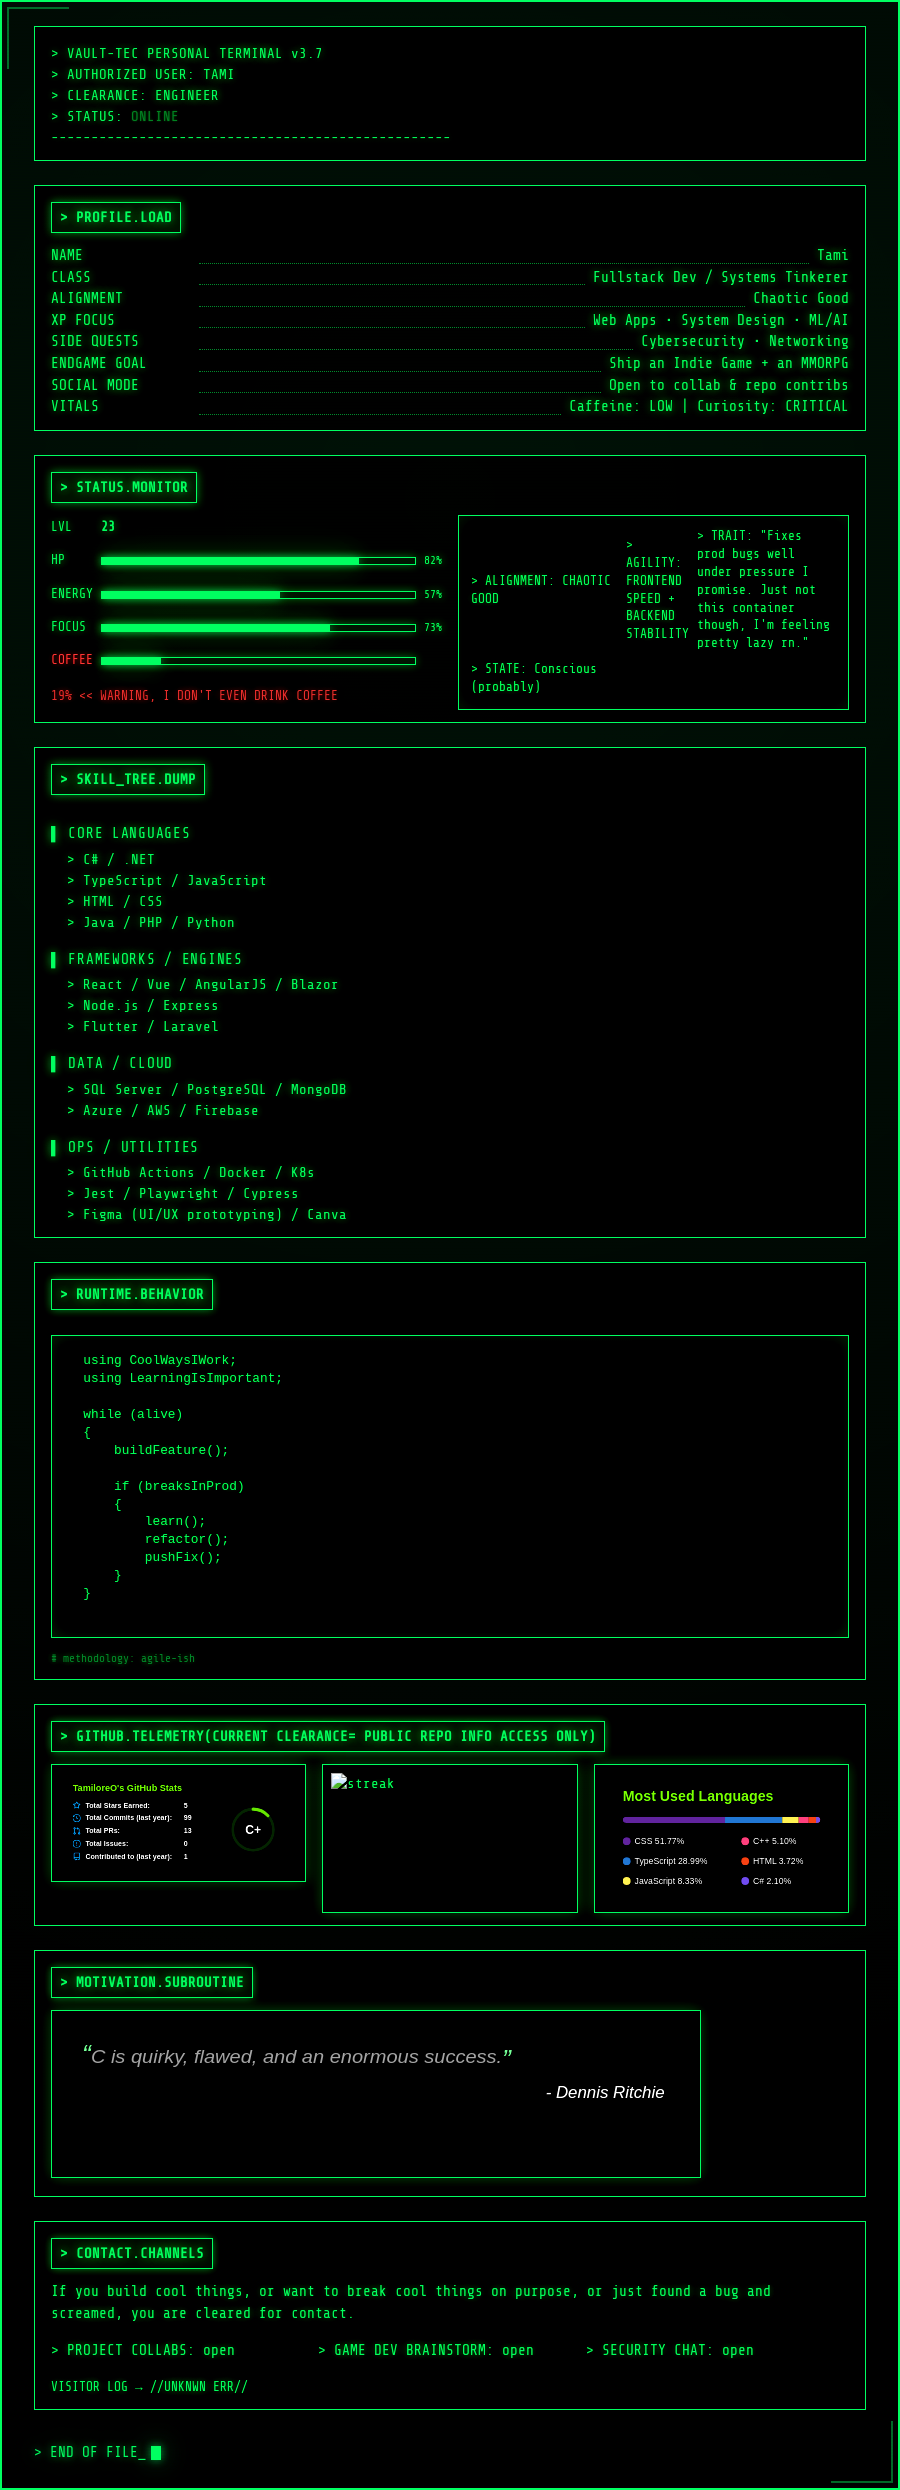 > VAULT-TEC PERSONAL TERMINAL v3.7
> AUTHORIZED USER: TAMI
> CLEARANCE: ENGINEER
> STATUS: ONLINE
--------------------------------------------------
> PROFILE.LOAD
NAME Tami
CLASS Fullstack Dev / Systems Tinkerer
ALIGNMENT Chaotic Good
XP FOCUS Web Apps · System Design · ML/AI
SIDE QUESTS Cybersecurity · Networking
ENDGAME GOAL Ship an Indie Game + an MMORPG
SOCIAL MODE Open to collab & repo contribs
VITALS Caffeine: LOW | Curiosity: CRITICAL
> STATUS.MONITOR
LVL 23
HP 82%
ENERGY 57%
FOCUS 73%
COFFEE
19% << WARNING, I DON'T EVEN DRINK COFFEE
> ALIGNMENT: CHAOTIC
GOOD
>
AGILITY:
FRONTEND
SPEED +
BACKEND
STABILITY
> TRAIT: "Fixes
prod bugs well
under pressure I
promise. Just not
this container
though, I'm feeling
pretty lazy rn."
> STATE: Conscious
(probably)
> SKILL_TREE.DUMP
CORE LANGUAGES
> C# / .NET
> TypeScript / JavaScript
> HTML / CSS
> Java / PHP / Python
FRAMEWORKS / ENGINES
> React / Vue / AngularJS / Blazor
> Node.js / Express
> Flutter / Laravel
DATA / CLOUD
> SQL Server / PostgreSQL / MongoDB
> Azure / AWS / Firebase
OPS / UTILITIES
> GitHub Actions / Docker / K8s
> Jest / Playwright / Cypress
> Figma (UI/UX prototyping) / Canva
> RUNTIME.BEHAVIOR
using CoolWaysIWork;
using LearningIsImportant;
while (alive)
{
buildFeature();
if (breaksInProd)
{
learn();
refactor();
pushFix();
}
}
# methodology: agile-ish
> GITHUB.TELEMETRY(CURRENT CLEARANCE= PUBLIC REPO INFO ACCESS ONLY)
TamiloreO's GitHub Stats
Total Stars Earned: 5
Total Commits (last year): 99
Total PRs: 13
Total Issues: 0
Contributed to (last year): 1
C+
streak
Most Used Languages
CSS 51.77%
TypeScript 28.99%
JavaScript 8.33%
C++ 5.10%
HTML 3.72%
C# 2.10%
> MOTIVATION.SUBROUTINE
“C is quirky, flawed, and an enormous success.”
- Dennis Ritchie
> CONTACT.CHANNELS
If you build cool things, or want to break cool things on purpose, or just found a bug and
screamed, you are cleared for contact.
> PROJECT COLLABS: open > GAME DEV BRAINSTORM: open > SECURITY CHAT: open
VISITOR LOG → //UNKNWN ERR//
> END OF FILE_